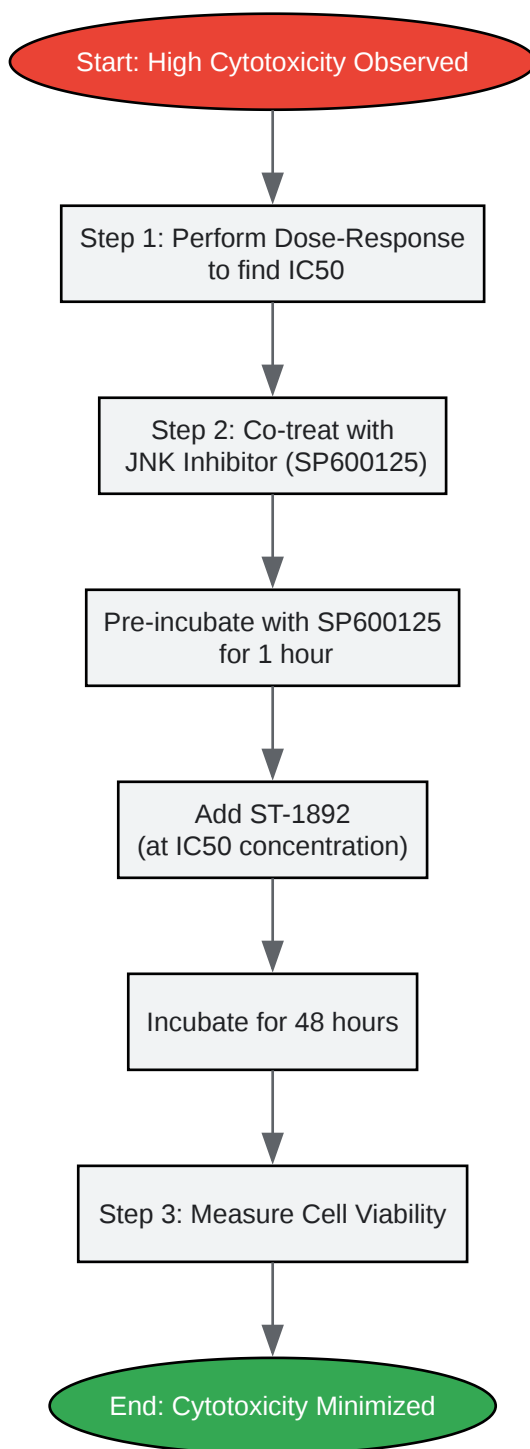 Start: High Cytotoxicity Observed
Step 1: Perform Dose-Response
to find IC50
Step 2: Co-treat with
JNK Inhibitor (SP600125)
Pre-incubate with SP600125
for 1 hour
Add ST-1892
(at IC50 concentration)
Incubate for 48 hours
Step 3: Measure Cell Viability
End: Cytotoxicity Minimized